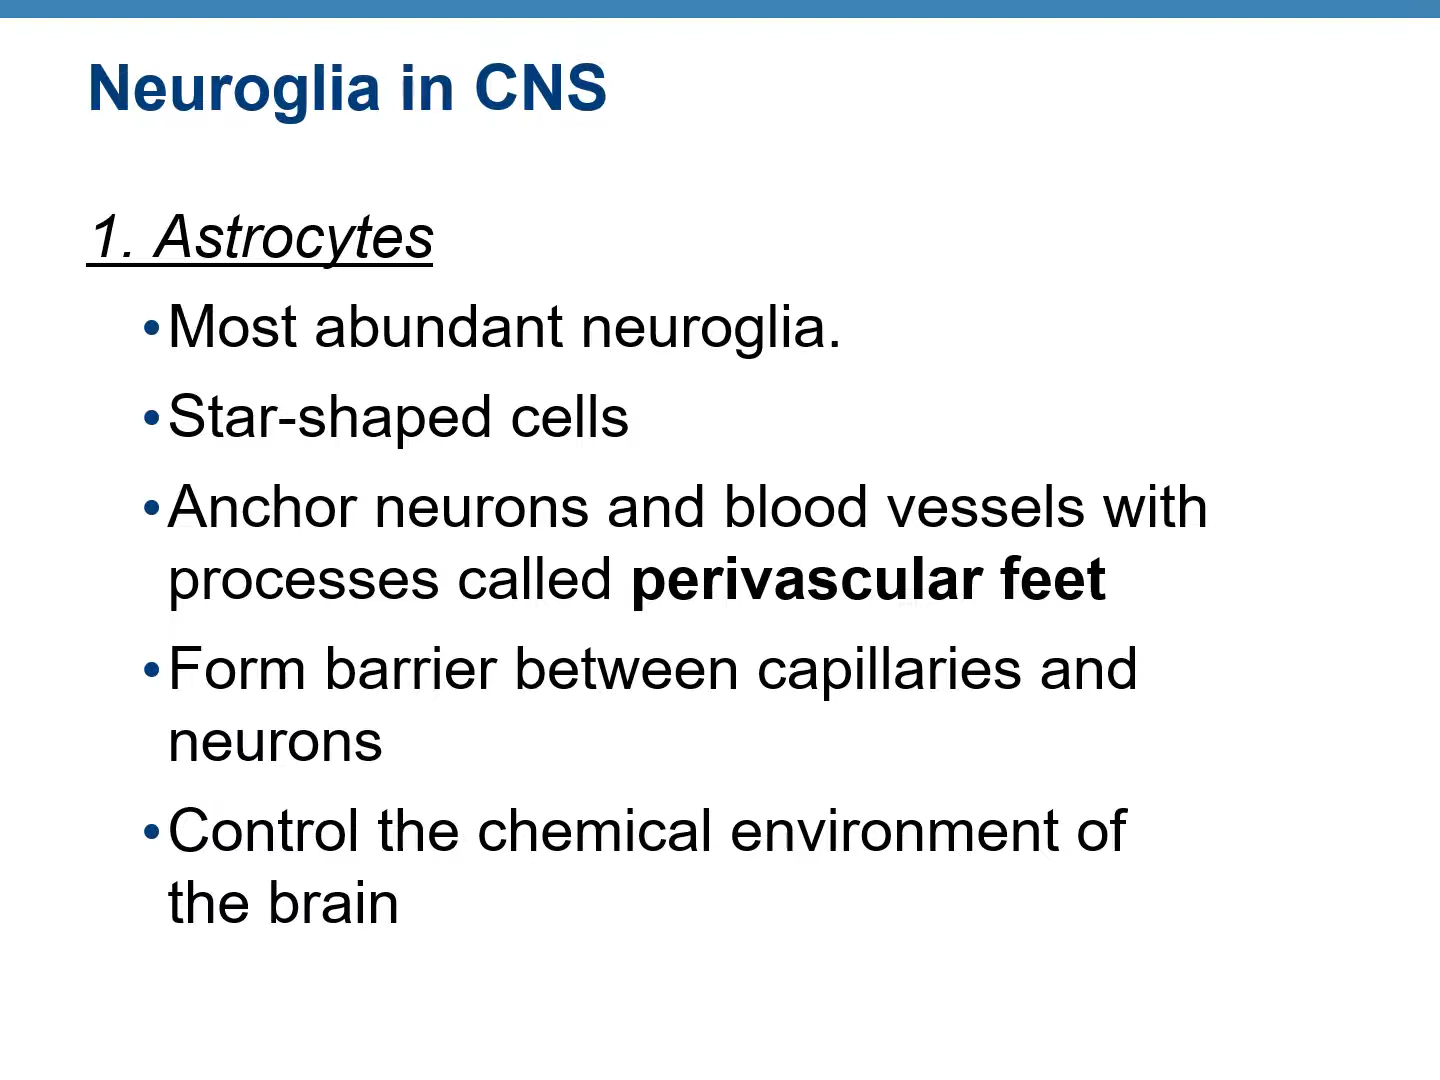 Neuroglia in CNS
1. Astrocytes
•Most abundant neuroglia.
•Star-shaped cells
•Anchor neurons and blood vessels with
processes called perivascular feet
•Form barrier between capillaries and
neurons
•Control the chemical environment of
the brain